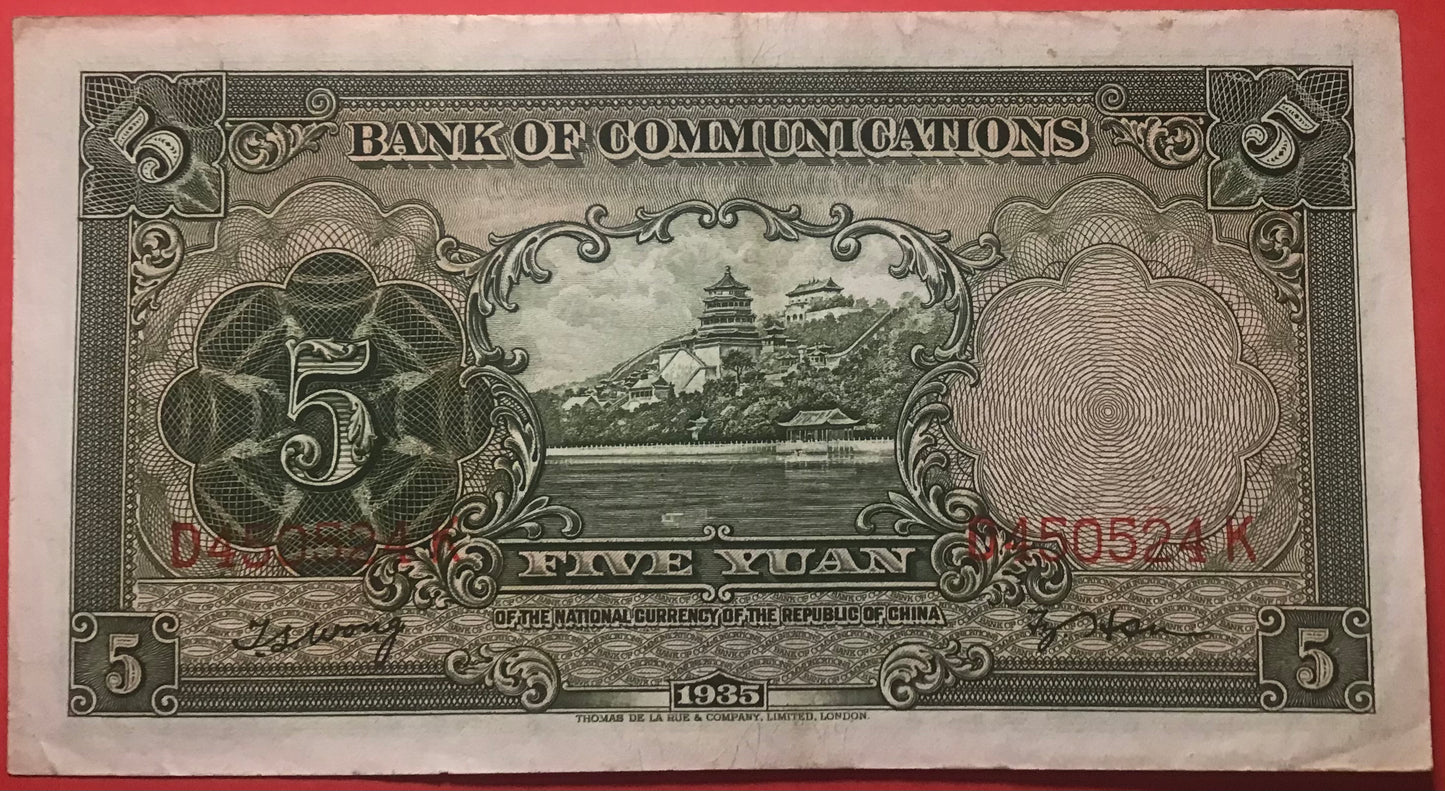 5 5
BANK OF COMMUNICATIONS
5
D450524 K D450524 K
FIVE YUAN
OF THE NATIONAL CURRENCY OF THE REPUBLIC OF CHINA
5 T S Wong 5
1935
THOMAS DE LA RUE & COMPANY, LIMITED, LONDON.